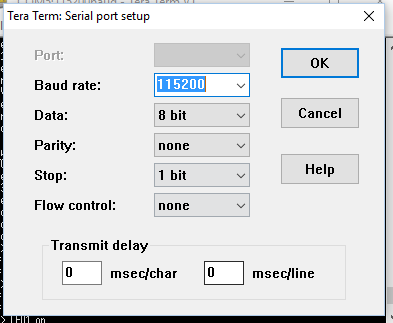 Tera Term: Serial port setup
Port:
Baud rate: 115200
Data: 8 bit
Parity: none
Stop: 1 bit
Flow control: none
OK
Cancel
Help
Transmit delay
0 msec/char 0 msec/line